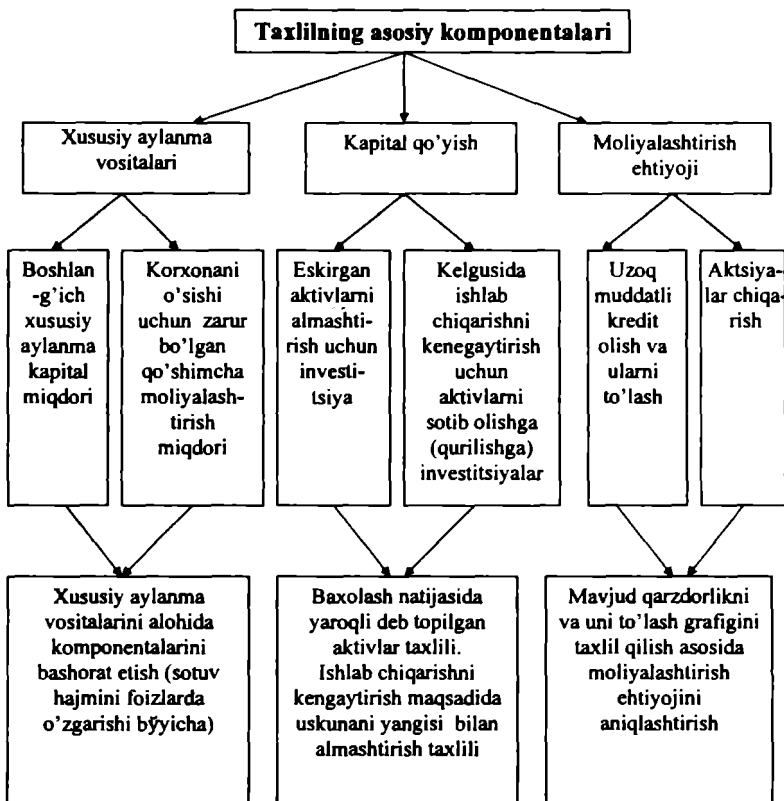 Taxlilning asosiy komponentalari
Xususiy aylanma
vositalari
Kapital qo'yish
Moliyalashtirish
ehtiyoji
Boshlan
-g'ich
xususiy
aylanma
kapital
miqdori
Korxonani
o'sishi
uchun zarur
bo'lgan
qo'shimcha
moliyalash-
tirish
miqdori
Eskirgan
aktivlarni
almashti-
rish uchun
investi-
tsiya
Kelgusida
ishlab
chiqarishni
kenegaytirish
uchun
aktivlarni
sotib olishga
(qurilishga)
investitsiyalar
Uzoq
muddatli
kredit
olish va
ularni
to'lash
Aktsiya-
lar chiqa-
rish
Xususiy aylanma
vositalarini alohida
komponentalarini
bashorat etish (sotuv
hajmini foizlarda
o'zgarishi bўyicha)
Baxolash natijasida
yaroqli deb topilgan
aktivlar taxlili.
Ishlab chiqarishni
kengaytirish maqsadida
uskunani yangisi bilan
almashtirish taxlili
Mavjud qarzdorlikni
va uni to'lash grafigini
taxlil qilish asosida
moliyalashtirish
ehtiyojini
aniqlashtirish